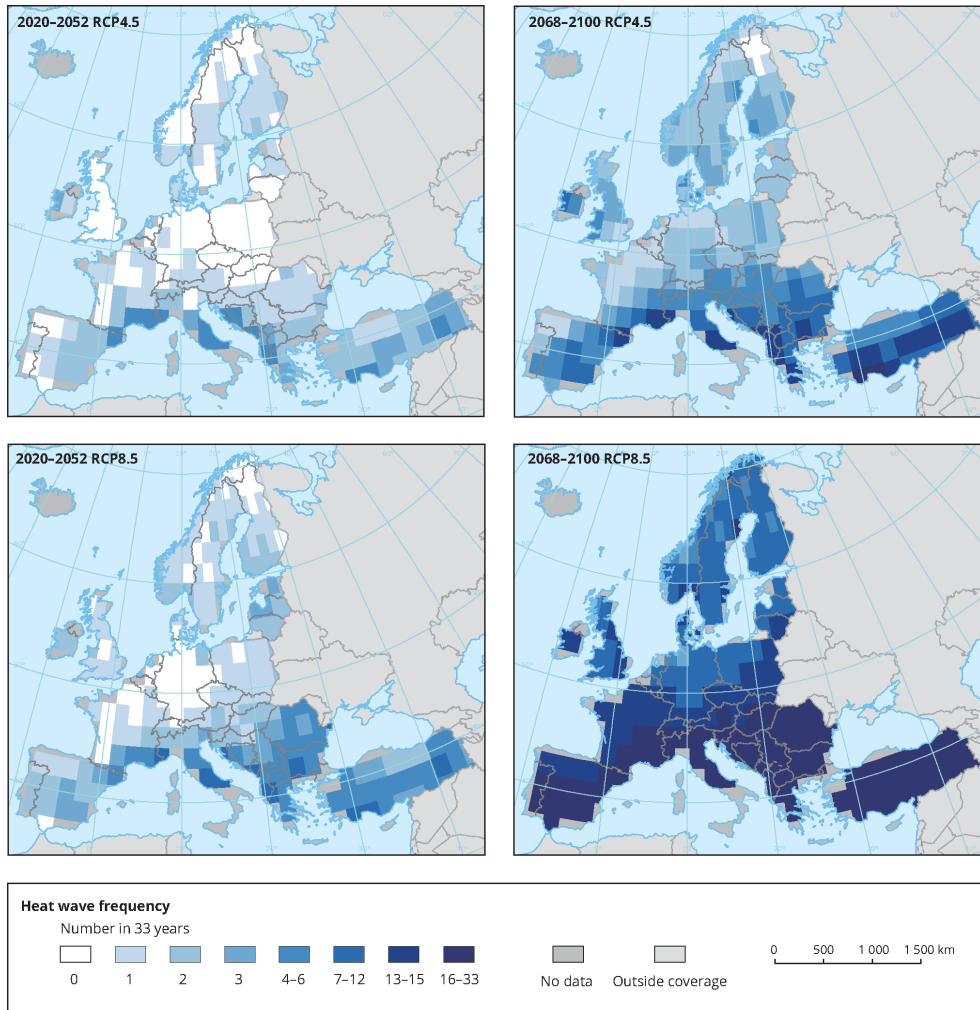 2020–2052 RCP4.5
2068–2100 RCP4.5
2020–2052 RCP8.5
2068–2100 RCP8.5
Heat wave frequency
Number in 33 years
0 1 2 3 4–6 7–12 13–15 16–33
No data
Outside coverage
0 500 1 000 1 500 km